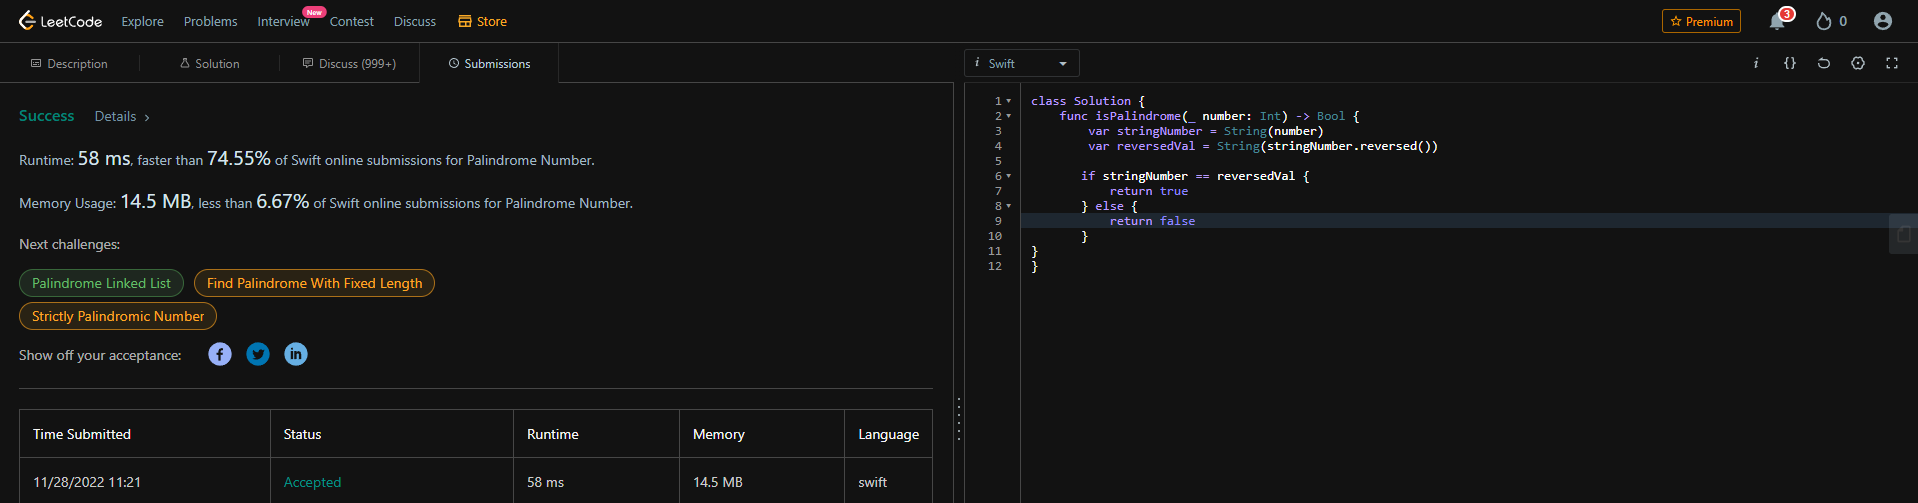 LeetCode Explore Problems Interview New Contest Discuss Store Premium 3 0
Description Solution Discuss (999+) Submissions
Success Details >
Runtime: 58 ms, faster than 74.55% of Swift online submissions for Palindrome Number.
Memory Usage: 14.5 MB, less than 6.67% of Swift online submissions for Palindrome Number.
Next challenges:
Palindrome Linked List Find Palindrome With Fixed Length
Strictly Palindromic Number
Show off your acceptance: f in
Time Submitted Status Runtime Memory Language
11/28/2022 11:21 Accepted 58 ms 14.5 MB swift
i Swift i {}
1 class Solution {
2 func isPalindrome(_ number: Int) -> Bool {
3 var stringNumber = String(number)
4 var reversedVal = String(stringNumber.reversed())
5
6 if stringNumber == reversedVal {
7 return true
8 } else {
9 return false
10 }
11 }
12 }